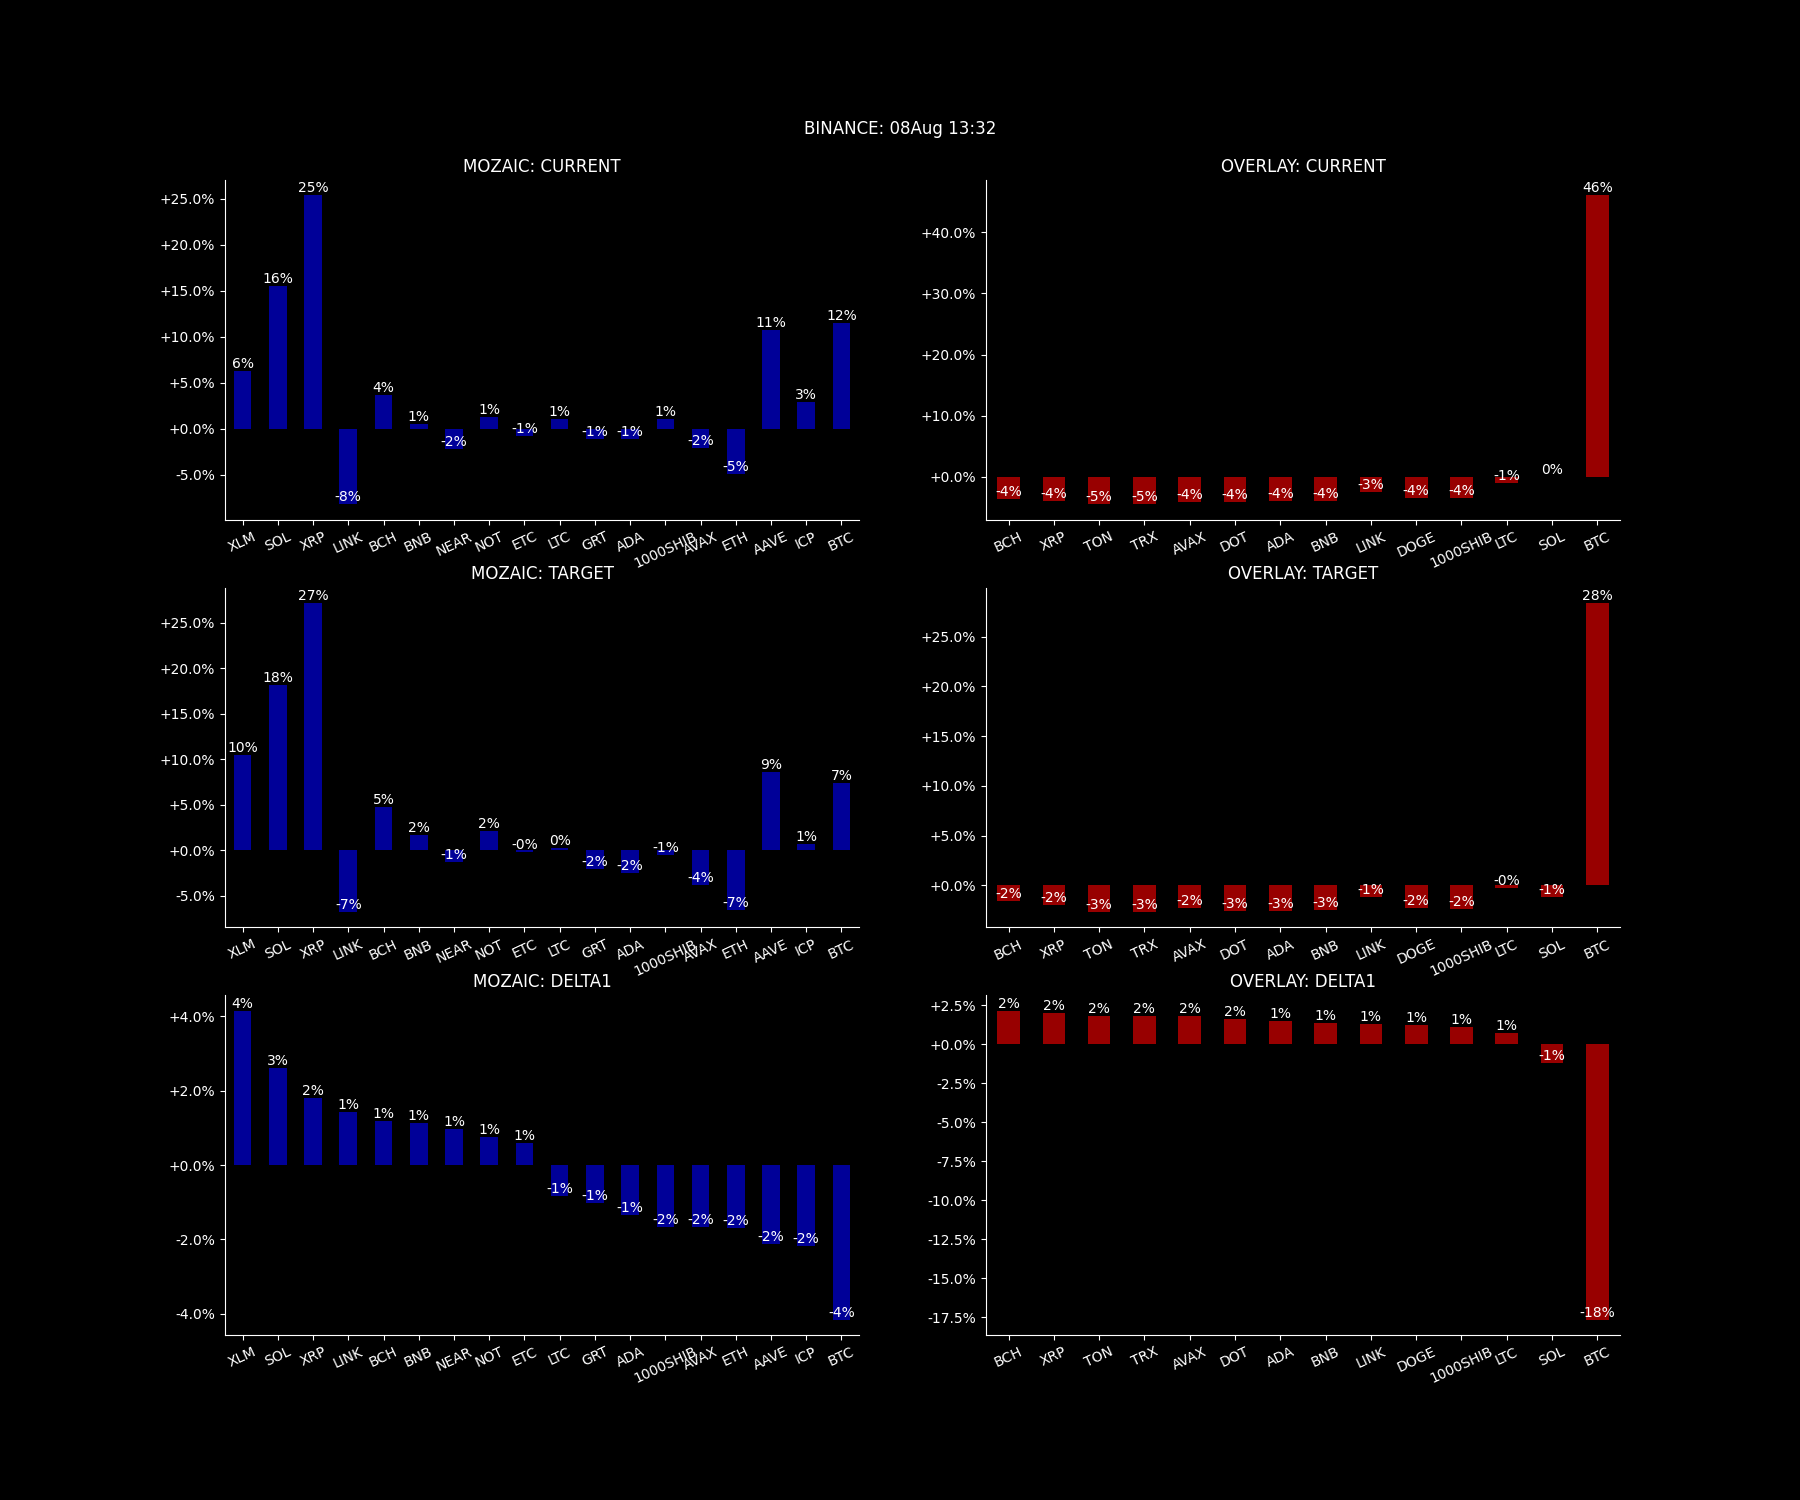 BINANCE: 08Aug 13:32
MOZAIC: CURRENT
+25.0%
+20.0%
+15.0%
+10.0%
+5.0%
+0.0%
-5.0%
6% 16% 25% -8% 4% 1% -2% 1% -1% 1% -1% -1% 1% -2% -5% 11% 3% 12%
XLM SOL XRP LINK BCH BNB NEAR NOT ETC LTC GRT ADA 1000SHIB AVAX ETH AAVE ICP BTC
OVERLAY: CURRENT
+40.0%
+30.0%
+20.0%
+10.0%
+0.0%
-4% -4% -5% -5% -4% -4% -4% -4% -3% -4% -4% -1% 0% 46%
BCH XRP TON TRX AVAX DOT ADA BNB LINK DOGE 1000SHIB LTC SOL BTC
MOZAIC: TARGET
+25.0%
+20.0%
+15.0%
+10.0%
+5.0%
+0.0%
-5.0%
10% 18% 27% -7% 5% 2% -1% 2% -0% 0% -2% -2% -1% -4% -7% 9% 1% 7%
XLM SOL XRP LINK BCH BNB NEAR NOT ETC LTC GRT ADA 1000SHIB AVAX ETH AAVE ICP BTC
OVERLAY: TARGET
+25.0%
+20.0%
+15.0%
+10.0%
+5.0%
+0.0%
-2% -2% -3% -3% -2% -3% -3% -3% -1% -2% -2% -0% -1% 28%
BCH XRP TON TRX AVAX DOT ADA BNB LINK DOGE 1000SHIB LTC SOL BTC
MOZAIC: DELTA1
+4.0%
+2.0%
+0.0%
-2.0%
-4.0%
4% 3% 2% 1% 1% 1% 1% 1% 1% -1% -1% -1% -2% -2% -2% -2% -2% -4%
XLM SOL XRP LINK BCH BNB NEAR NOT ETC LTC GRT ADA 1000SHIB AVAX ETH AAVE ICP BTC
OVERLAY: DELTA1
+2.5%
+0.0%
-2.5%
-5.0%
-7.5%
-10.0%
-12.5%
-15.0%
-17.5%
2% 2% 2% 2% 2% 2% 1% 1% 1% 1% 1% 1% -1% -18%
BCH XRP TON TRX AVAX DOT ADA BNB LINK DOGE 1000SHIB LTC SOL BTC